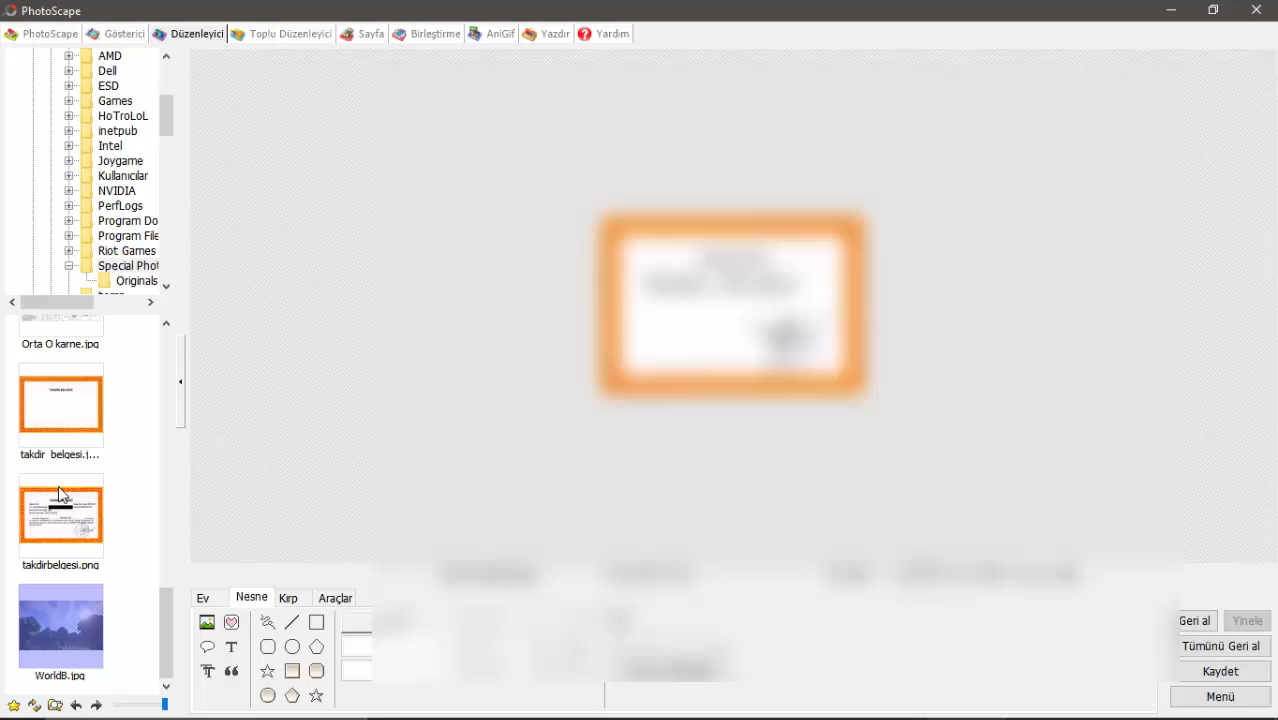 PhotoScape
PhotoScape Gösterici Düzenleyici Toplu Düzenleyici Sayfa Birleştirme AniGif Yazdır Yardım
AMD
Dell
ESD
Games
HoTroLoL
inetpub
Intel
Joygame
Kullanıcılar
NVIDIA
PerfLogs
Program Do
Program File
Riot Games
Special Phot
Originals
Orta O karne.jpg
TAKDİR BELGESİ
takdir belgesi.j...
takdirbelgesi.png
WorldB.jpg
Ev Nesne Kırp Araçlar
Geri al Yinele
Tümünü Geri al
Kaydet
Menü